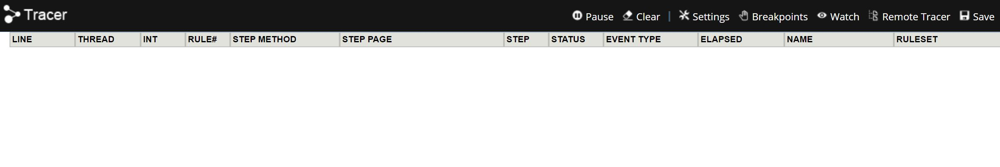 Tracer Pause Clear | Settings Breakpoints Watch Remote Tracer Save
LINE THREAD INT RULE# STEP METHOD STEP PAGE STEP STATUS EVENT TYPE ELAPSED NAME RULESET